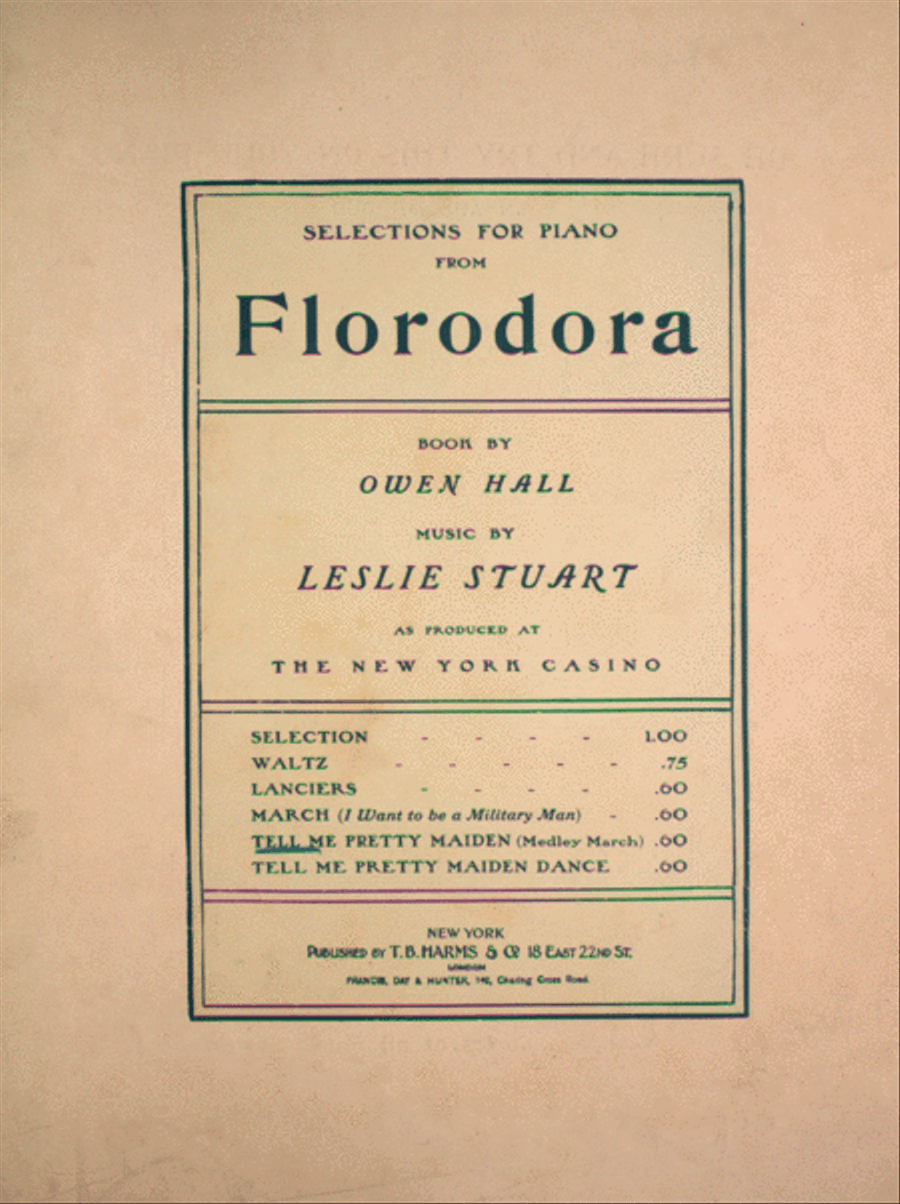 SELECTIONS FOR PIANO
FROM
Florodora
BOOK BY
OWEN HALL
MUSIC BY
LESLIE STUART
AS PRODUCED AT
THE NEW YORK CASINO
SELECTION - - - - 1.00
WALTZ - - - - - .75
LANCIERS - - - - .60
MARCH (I Want to be a Military Man) - .60
TELL ME PRETTY MAIDEN (Medley March) .60
TELL ME PRETTY MAIDEN DANCE .60
NEW YORK
PUBLISHED BY T. B. HARMS & CO 18 EAST 22ND ST.
LONDON
FRANCIS, DAY & HUNTER, 142, Charing Cross Road.